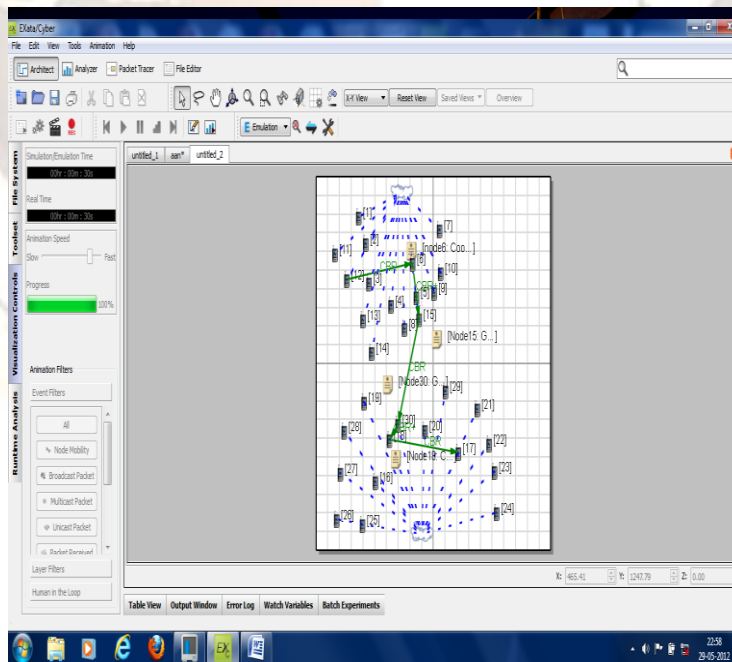 EXata/Cyber
File Edit View Tools Animation Help
Architect Analyzer Packet Tracer File Editor
X-Y View Reset View Saved Views Overview
REC Emulation
untitled_1 aan* untitled_2
File System
Toolset
Visualization Controls
Runtime Analysis
Simulation/Emulation Time
00hr : 00m : 30s
Real Time
00hr : 00m : 30s
Animation Speed
Slow Fast
Progress
100%
Animation Filters
Event Filters
All
Node Mobility
Broadcast Packet
Multicast Packet
Unicast Packet
Packet Received
Layer Filters
Human in the Loop
[1]
[7]
[2]
[11]
[node6: Coo...]
[6]
CBR
[10]
[12]
[3]
CBR
[9]
[5]
[4]
[13]
[8]
[15]
[Node15: G...]
[14]
CBR
[Node30: G...]
[29]
[19]
[21]
[30]
[28]
[20]
[22]
CBR
[17]
[27]
[23]
[16]
[24]
[26]
[25]
X: 465.41 Y: 1247.79 Z: 0.00
Table View Output Window Error Log Watch Variables Batch Experiments
22:58
29-05-2012